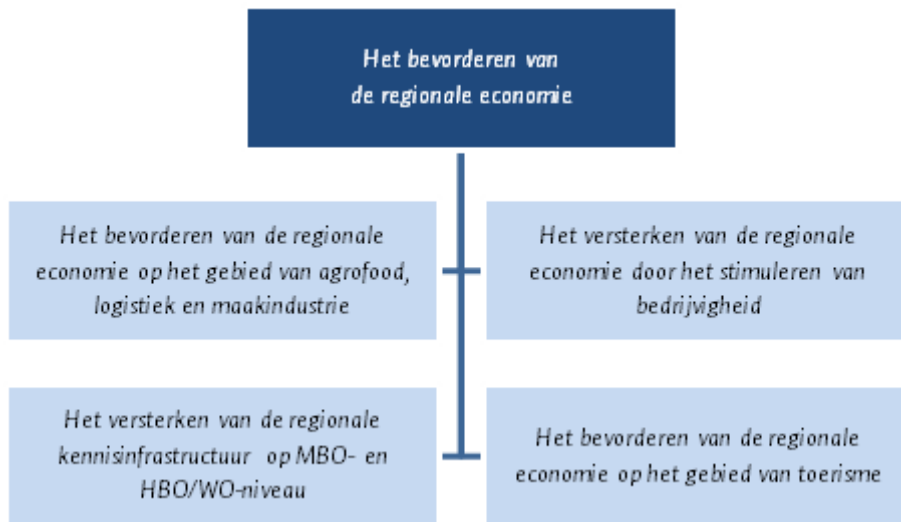 Het bevorderen van
de regionale economie
Het bevorderen van de regionale
economie op het gebied van agrofood,
logistiek en maakindustrie
Het versterken van de regionale
economie door het stimuleren van
bedrijvigheid
Het versterken van de regionale
kennisinfrastructuur op MBO- en
HBO/WO-niveau
Het bevorderen van de regionale
economie op het gebied van toerisme